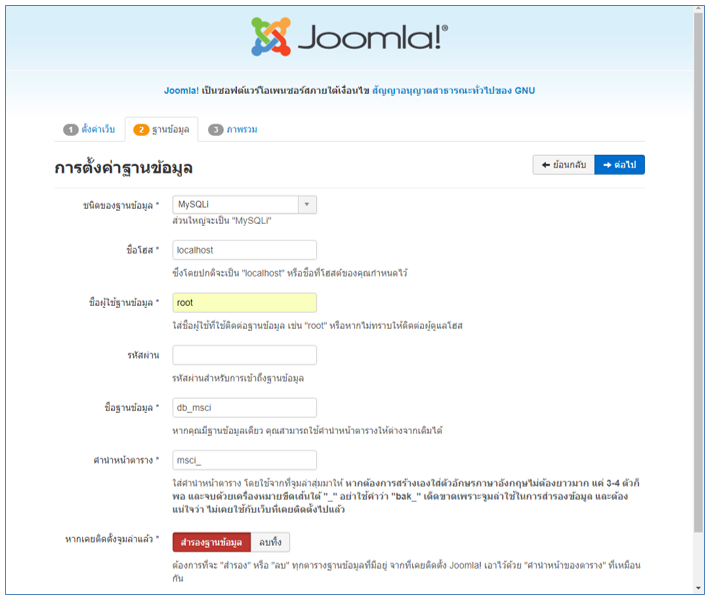 Joomla!®
Joomla! เป็นซอฟต์แวร์โอเพนซอร์สภายใต้เงื่อนไข สัญญาอนุญาตสาธารณะทั่วไปของ GNU
1 ตั้งค่าเว็บ 2 ฐานข้อมูล 3 ภาพรวม
การตั้งค่าฐานข้อมูล
ย้อนกลับ ต่อไป
ชนิดของฐานข้อมูล * MySQLi
ส่วนใหญ่จะเป็น "MySQLi"
ชื่อโฮส * localhost
ซึ่งโดยปกติจะเป็น "localhost" หรือชื่อที่โฮสต์ของคุณกำหนดไว้
ชื่อผู้ใช้ฐานข้อมูล * root
ใส่ชื่อผู้ใช้ที่ใช้ติดต่อฐานข้อมูล เช่น "root" หรือหากไม่ทราบให้ติดต่อผู้ดูแลโฮส
รหัสผ่าน
รหัสผ่านสำหรับการเข้าถึงฐานข้อมูล
ชื่อฐานข้อมูล * db_msci
หากคุณมีฐานข้อมูลเดียว คุณสามารถใช้คำนำหน้าตารางให้ต่างจากเดิมได้
คำนำหน้าตาราง * msci_
ใส่คำนำหน้าตาราง โดยใช้จากที่จูมล่าสุ่มมาให้ หากต้องการสร้างเองใส่ตัวอักษรภาษาอังกฤษไม่ต้องยาวมาก แค่ 3-4 ตัวก็
พอ และจบด้วยเครื่องหมายขีดเส้นใต้ "_" อย่าใช้คำว่า "bak_" เด็ดขาดเพราะจูมล่าใช้ในการสำรองข้อมูล และต้อง
แน่ใจว่า ไม่เคยใช้กับเว็บที่เคยติดตั้งไปแล้ว
หากเคยติดตั้งจูมล่าแล้ว * สำรองฐานข้อมูล ลบทิ้ง
ต้องการที่จะ "สำรอง" หรือ "ลบ" ทุกตารางฐานข้อมูลที่มีอยู่ จากที่เคยติดตั้ง Joomla! เอาไว้ด้วย "คำนำหน้าของตาราง" ที่เหมือน
กัน